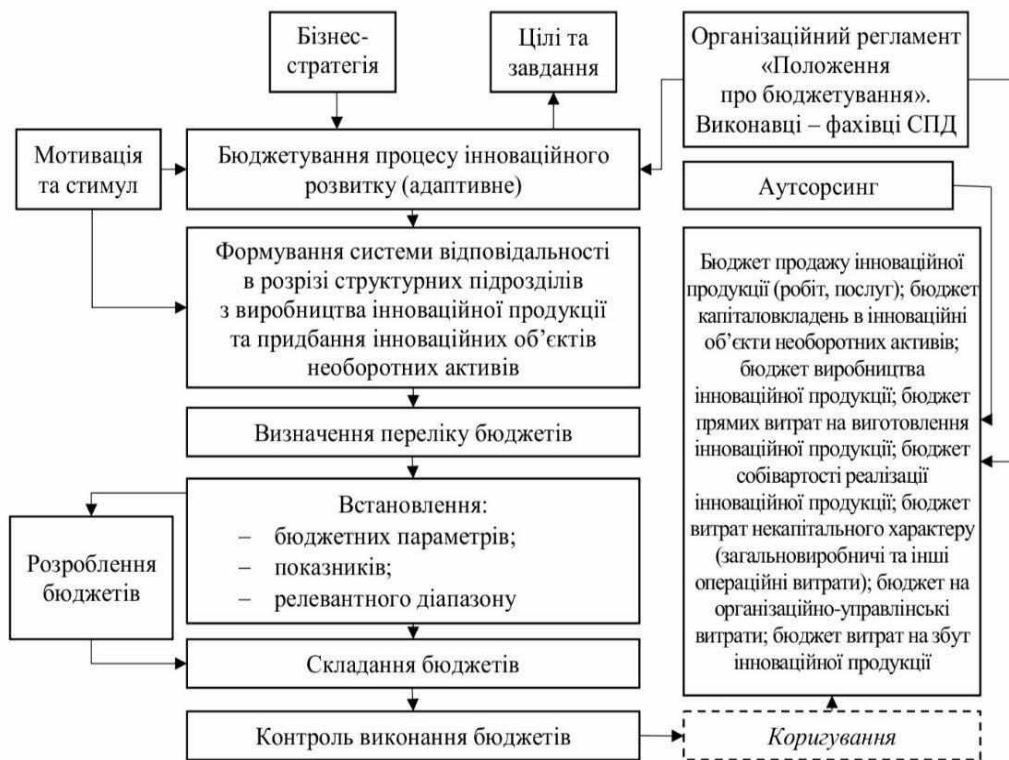 Бізнес-
стратегія
Цілі та
завдання
Організаційний регламент
«Положення
про бюджетування».
Виконавці – фахівці СПД
Мотивація
та стимул
Бюджетування процесу інноваційного
розвитку (адаптивне)
Аутсорсинг
Формування системи відповідальності
в розрізі структурних підрозділів
з виробництва інноваційної продукції
та придбання інноваційних об’єктів
необоротних активів
Визначення переліку бюджетів
Встановлення:
– бюджетних параметрів;
– показників;
– релевантного діапазону
Розроблення
бюджетів
Складання бюджетів
Контроль виконання бюджетів
Бюджет продажу інноваційної
продукції (робіт, послуг); бюджет
капіталовкладень в інноваційні
об’єкти необоротних активів;
бюджет виробництва
інноваційної продукції; бюджет
прямих витрат на виготовлення
інноваційної продукції; бюджет
собівартості реалізації
інноваційної продукції; бюджет
витрат некапітального характеру
(загальновиробничі та інші
операційні витрати); бюджет на
організаційно-управлінські
витрати; бюджет витрат на збут
інноваційної продукції
Коригування